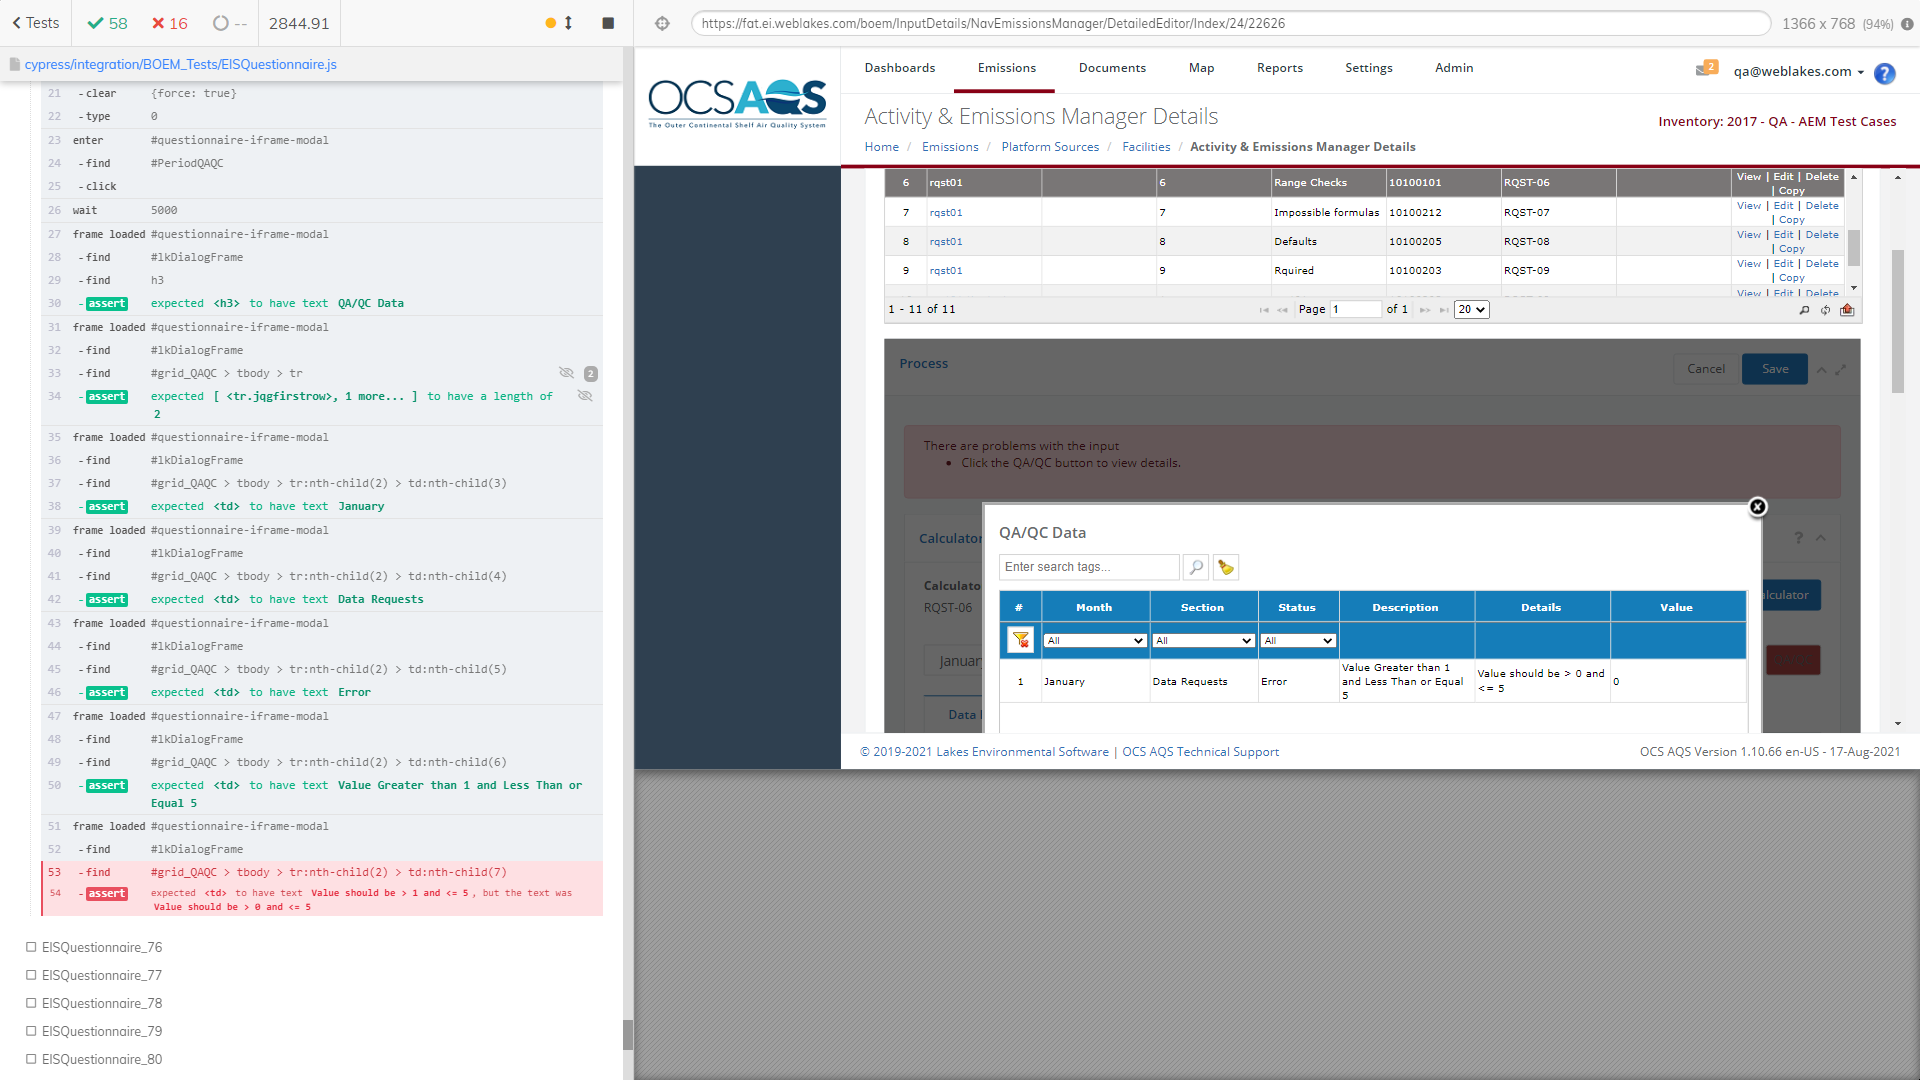 Tests
58
16
--
2844.91
cypress/integration/BOEM_Tests/EISQuestionnaire.js
21 -clear {force: true}
22 -type 0
23 enter #questionnaire-iframe-modal
24 -find #PeriodQAQC
25 -click
26 wait 5000
27 frame loaded #questionnaire-iframe-modal
28 -find #lkDialogFrame
29 -find h3
30 -assert expected <h3> to have text QA/QC Data
31 frame loaded #questionnaire-iframe-modal
32 -find #lkDialogFrame
33 -find #grid_QAQC > tbody > tr 2
34 -assert expected [ <tr.jqgfirstrow>, 1 more... ] to have a length of
2
35 frame loaded #questionnaire-iframe-modal
36 -find #lkDialogFrame
37 -find #grid_QAQC > tbody > tr:nth-child(2) > td:nth-child(3)
38 -assert expected <td> to have text January
39 frame loaded #questionnaire-iframe-modal
40 -find #lkDialogFrame
41 -find #grid_QAQC > tbody > tr:nth-child(2) > td:nth-child(4)
42 -assert expected <td> to have text Data Requests
43 frame loaded #questionnaire-iframe-modal
44 -find #lkDialogFrame
45 -find #grid_QAQC > tbody > tr:nth-child(2) > td:nth-child(5)
46 -assert expected <td> to have text Error
47 frame loaded #questionnaire-iframe-modal
48 -find #lkDialogFrame
49 -find #grid_QAQC > tbody > tr:nth-child(2) > td:nth-child(6)
50 -assert expected <td> to have text Value Greater than 1 and Less Than or
Equal 5
51 frame loaded #questionnaire-iframe-modal
52 -find #lkDialogFrame
53 -find #grid_QAQC > tbody > tr:nth-child(2) > td:nth-child(7)
54 -assert expected <td> to have text Value should be > 1 and <= 5 , but the text was
Value should be > 0 and <= 5
EISQuestionnaire_76
EISQuestionnaire_77
EISQuestionnaire_78
EISQuestionnaire_79
EISQuestionnaire_80
https://fat.ei.weblakes.com/boem/InputDetails/NavEmissionsManager/DetailedEditor/Index/24/22626
1366 x 768 (94%)
OCSAQS
The Outer Continental Shelf Air Quality System
Dashboards Emissions Documents Map Reports Settings Admin
2 qa@weblakes.com ?
Activity & Emissions Manager Details
Inventory: 2017 - QA - AEM Test Cases
Home / Emissions / Platform Sources / Facilities / Activity & Emissions Manager Details
6 rqst01 6 Range Checks 10100101 RQST-06 View | Edit | Delete
| Copy
7 rqst01 7 Impossible formulas 10100212 RQST-07 View | Edit | Delete
| Copy
8 rqst01 8 Defaults 10100205 RQST-08 View | Edit | Delete
| Copy
9 rqst01 9 Rquired 10100203 RQST-09 View | Edit | Delete
| Copy
View | Edit | Delete
1 - 11 of 11 Page 1 of 1 20
Process Cancel Save
There are problems with the input
• Click the QA/QC button to view details.
Calculator ?
Calculato
RQST-06
alculator
Januar
Data
QA/QC Data
Enter search tags...
# Month Section Status Description Details Value
All All All
1 January Data Requests Error Value Greater than 1
and Less Than or Equal
5
Value should be > 0 and
<= 5
0
© 2019-2021 Lakes Environmental Software | OCS AQS Technical Support
OCS AQS Version 1.10.66 en-US - 17-Aug-2021